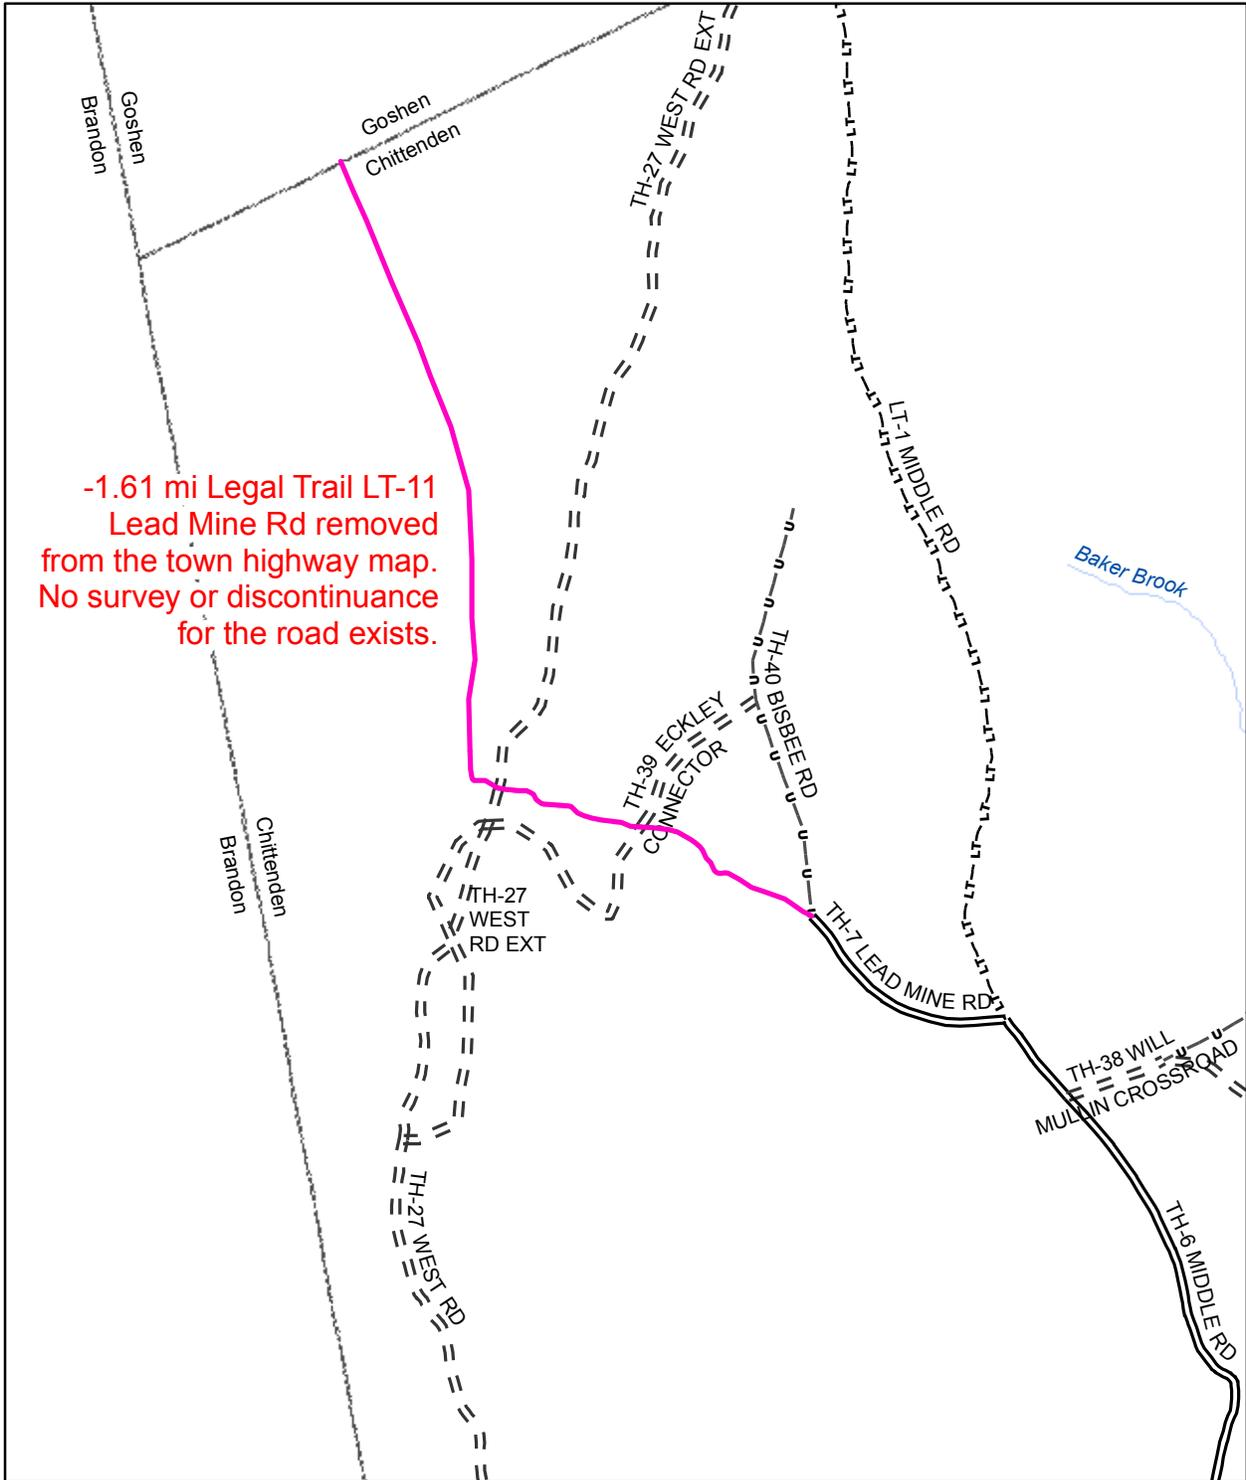 Goshen
Brandon
Goshen
Chittenden
TH-27 WEST RD EXT
-1.61 mi Legal Trail LT-11
Lead Mine Rd removed
from the town highway map.
No survey or discontinuance
for the road exists.
LT-1 MIDDLE RD
Baker Brook
TH-40 BISBEE RD
TH-39 ECKLEY
CONNECTOR
Chittenden
Brandon
TH-27
WEST
RD EXT
TH-7 LEAD MINE RD
TH-38 WILL
MULLIN CROSSROAD
TH-27 WEST RD
TH-6 MIDDLE RD